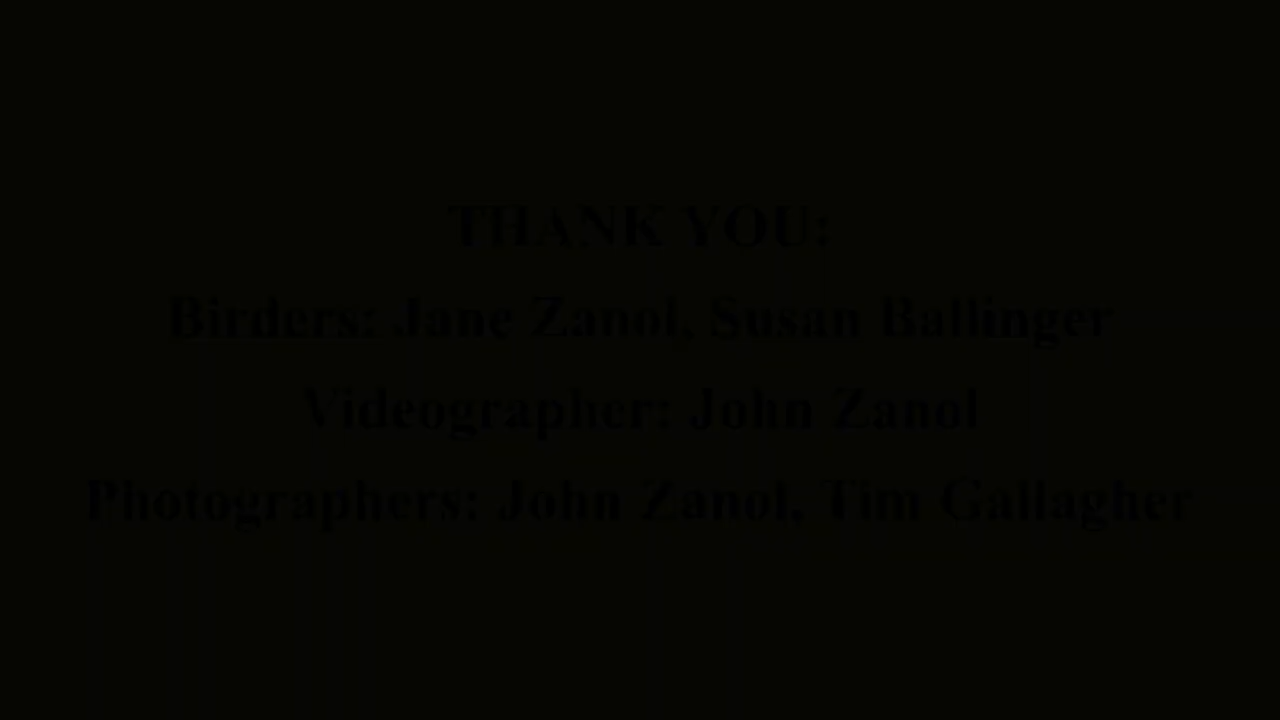 THANK YOU:
Birders: Jane Zanol, Susan Ballinger
Videographer: John Zanol
Photographers: John Zanol, Tim Gallagher